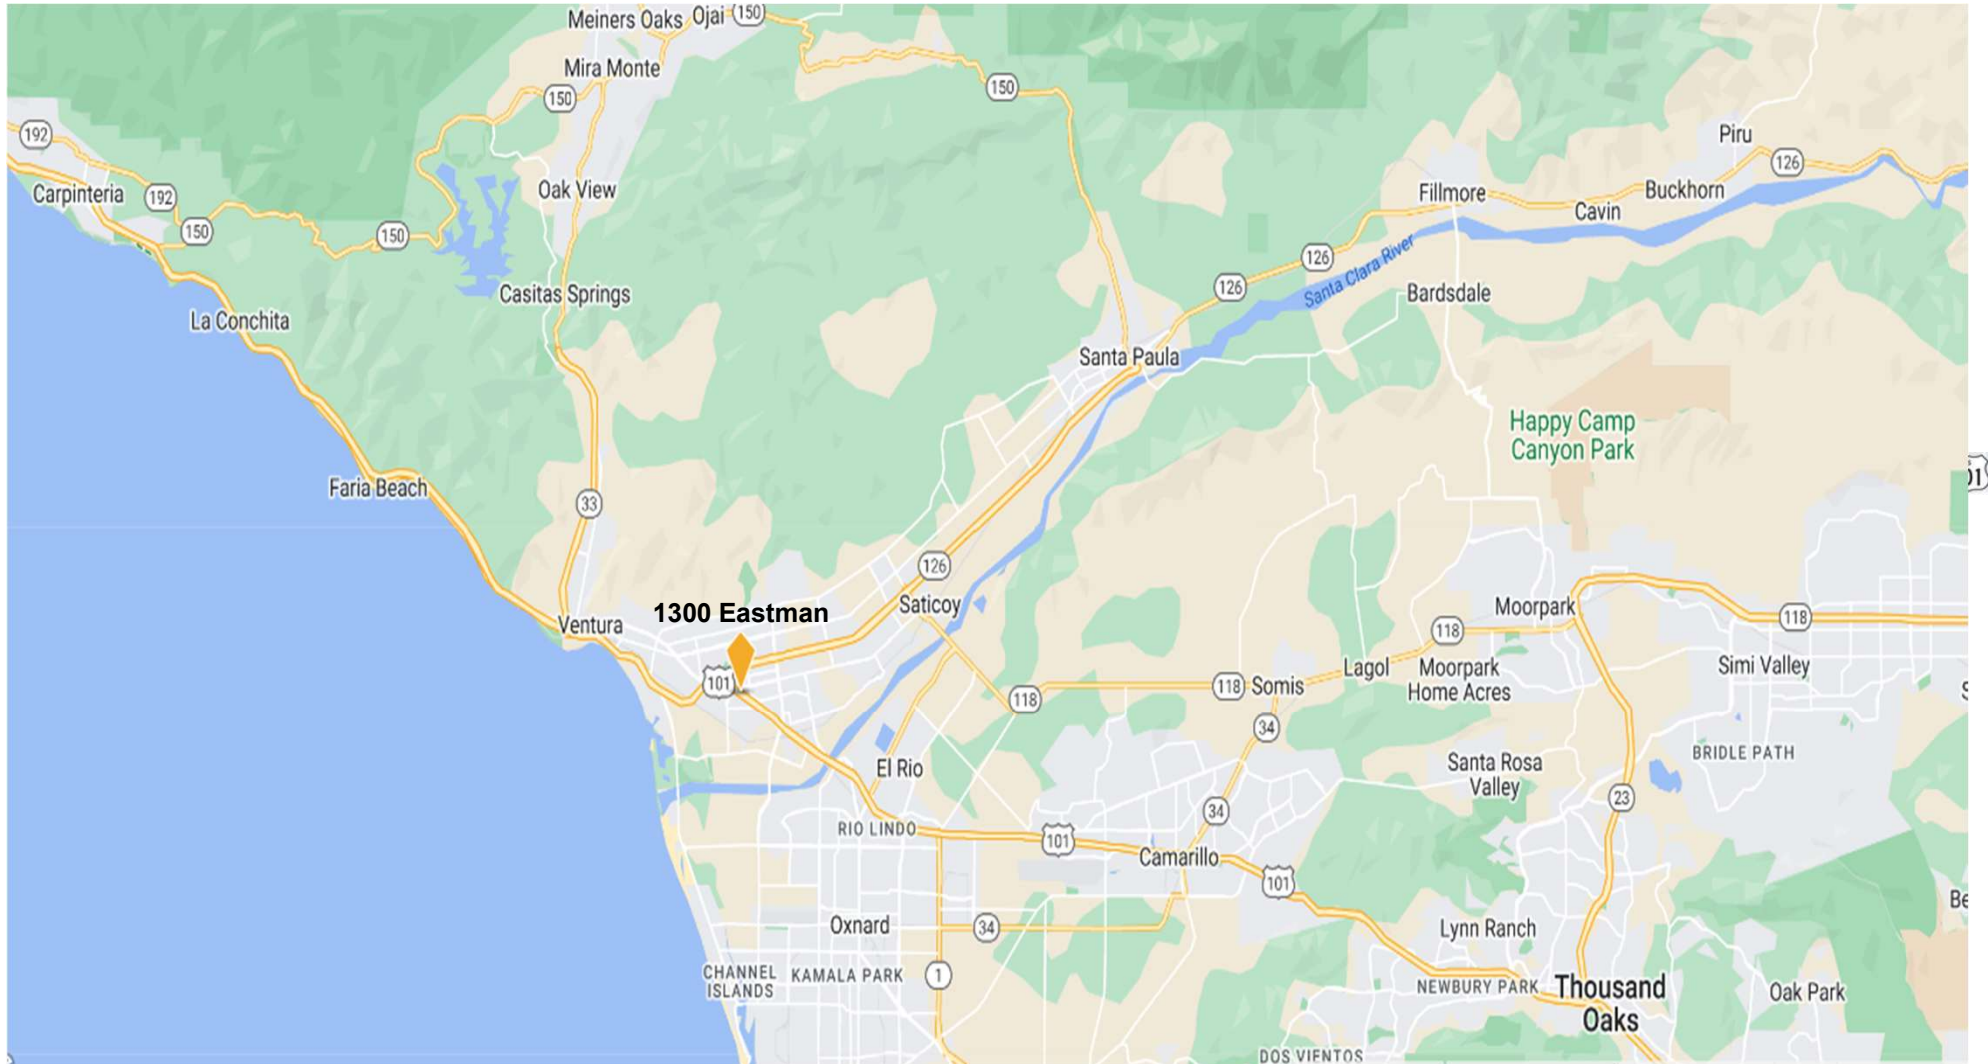 Meiners Oaks
Ojai
150
Mira Monte
150
150
192
Piru
126
Carpinteria
192
Oak View
Fillmore
Buckhorn
Cavin
150
150
126
Santa Clara River
126
Casitas Springs
Bardsdale
La Conchita
Santa Paula
Happy Camp
Canyon Park
Faria Beach
33
126
1300 Eastman
Saticoy
Ventura
Moorpark
118
118
101
118
Somis
Lagol
Moorpark
Home Acres
Simi Valley
118
34
El Rio
Santa Rosa
Valley
BRIDLE PATH
23
34
RIO LINDO
101
Camarillo
101
Oxnard
34
Lynn Ranch
CHANNEL
ISLANDS
KAMALA PARK
1
NEWBURY PARK
Thousand
Oaks
Oak Park
DOS VIENTOS